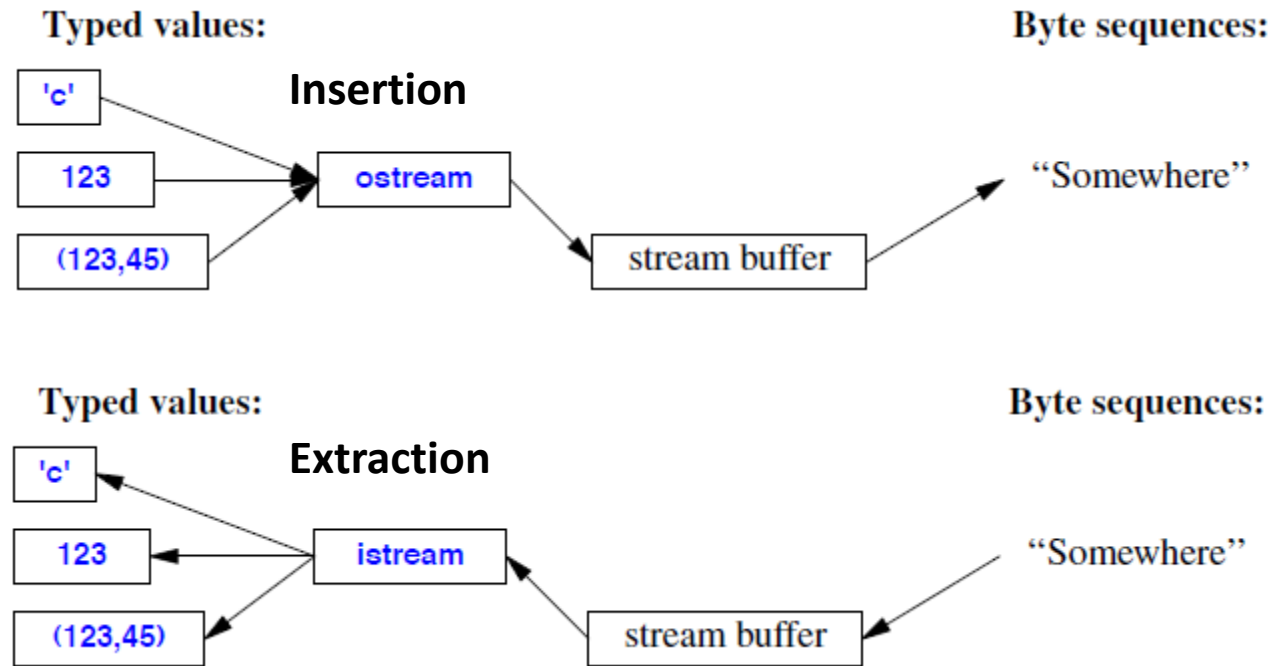 Typed values:
Byte sequences:
Insertion
'c'
123
ostream
“Somewhere”
(123,45)
stream buffer
Typed values:
Byte sequences:
Extraction
'c'
123
istream
“Somewhere”
(123,45)
stream buffer